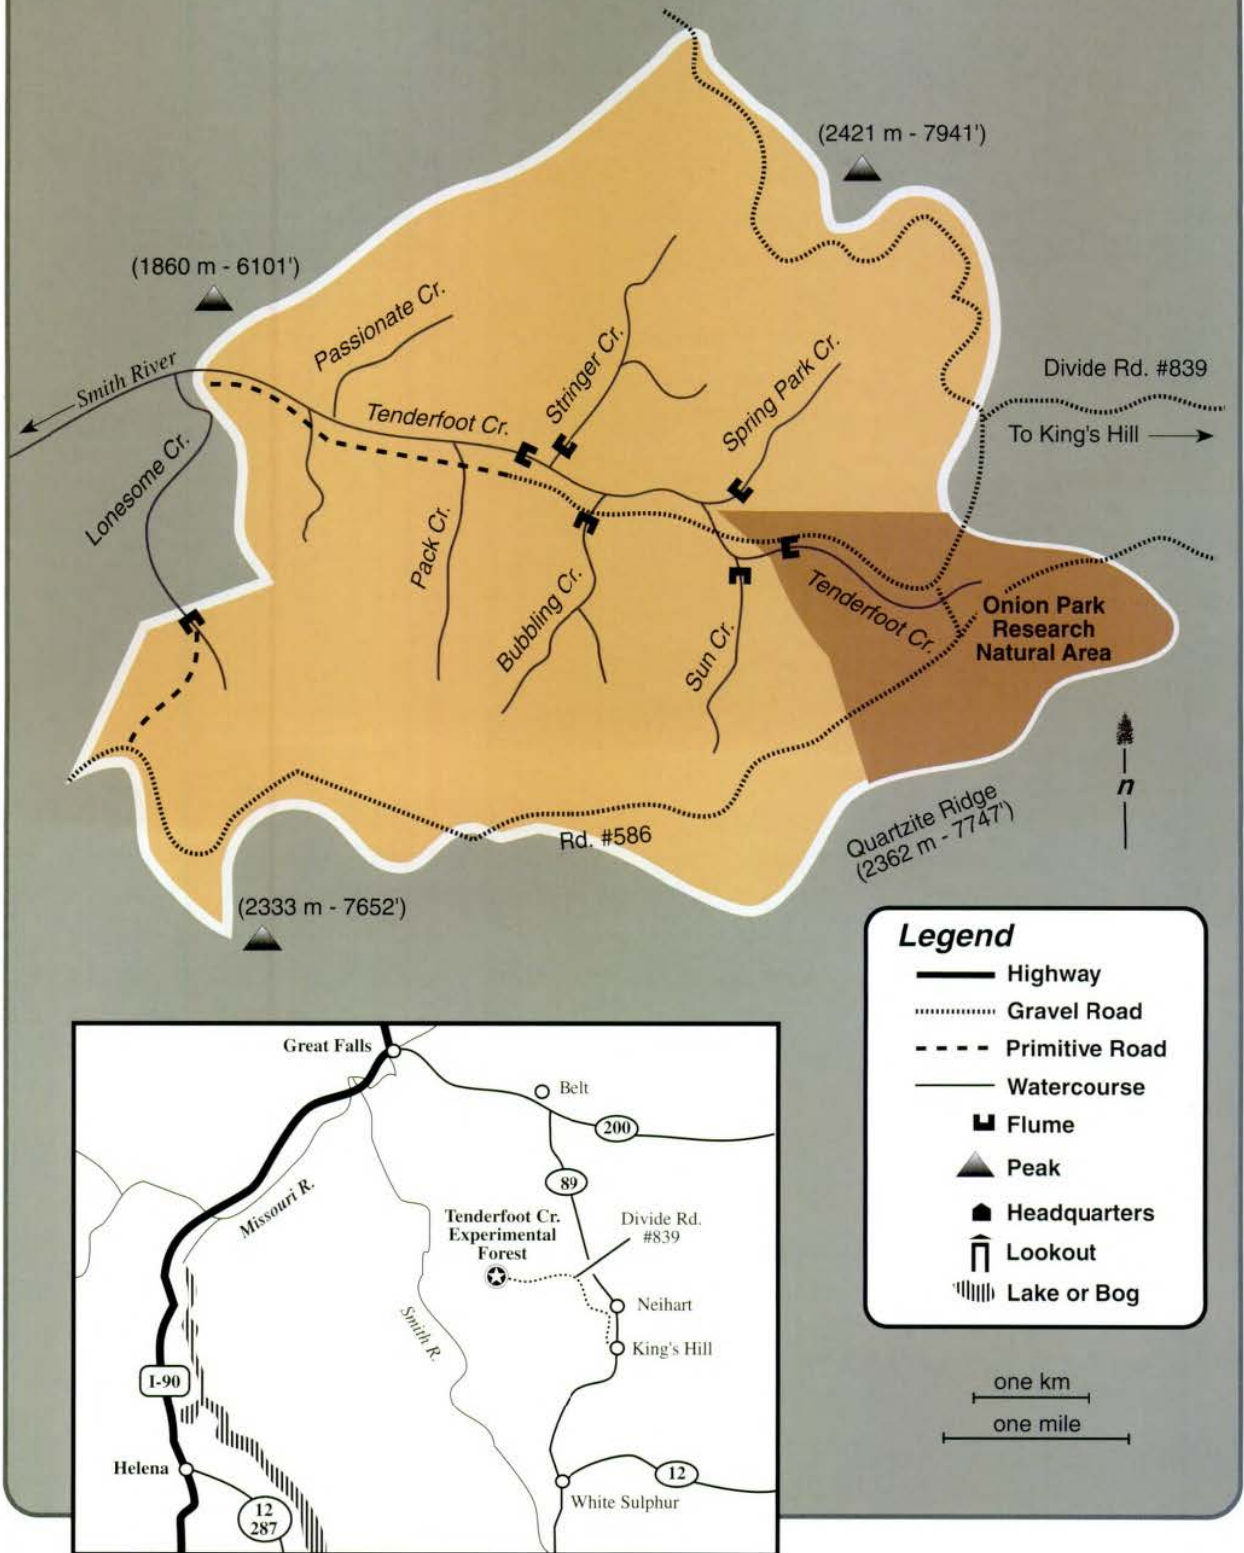 (2421 m - 7941')
(1860 m - 6101')
Passionate Cr.
Stringer Cr.
Spring Park Cr.
Smith River
Divide Rd. #839
Tenderfoot Cr.
To King's Hill
Lonesome Cr.
Pack Cr.
Bubbling Cr.
Sun Cr.
Tenderfoot Cr.
Onion Park
Research
Natural Area
n
Quartzite Ridge
(2362 m - 7747')
Rd. #586
(2333 m - 7652')
Legend
Highway
Gravel Road
Primitive Road
Watercourse
Flume
Peak
Headquarters
Lookout
Lake or Bog
one km
one mile
Great Falls
Belt
200
89
Missouri R.
Tenderfoot Cr.
Experimental
Forest
Divide Rd.
#839
Neihart
Smith R.
King's Hill
I-90
Helena
12
White Sulphur
12
287